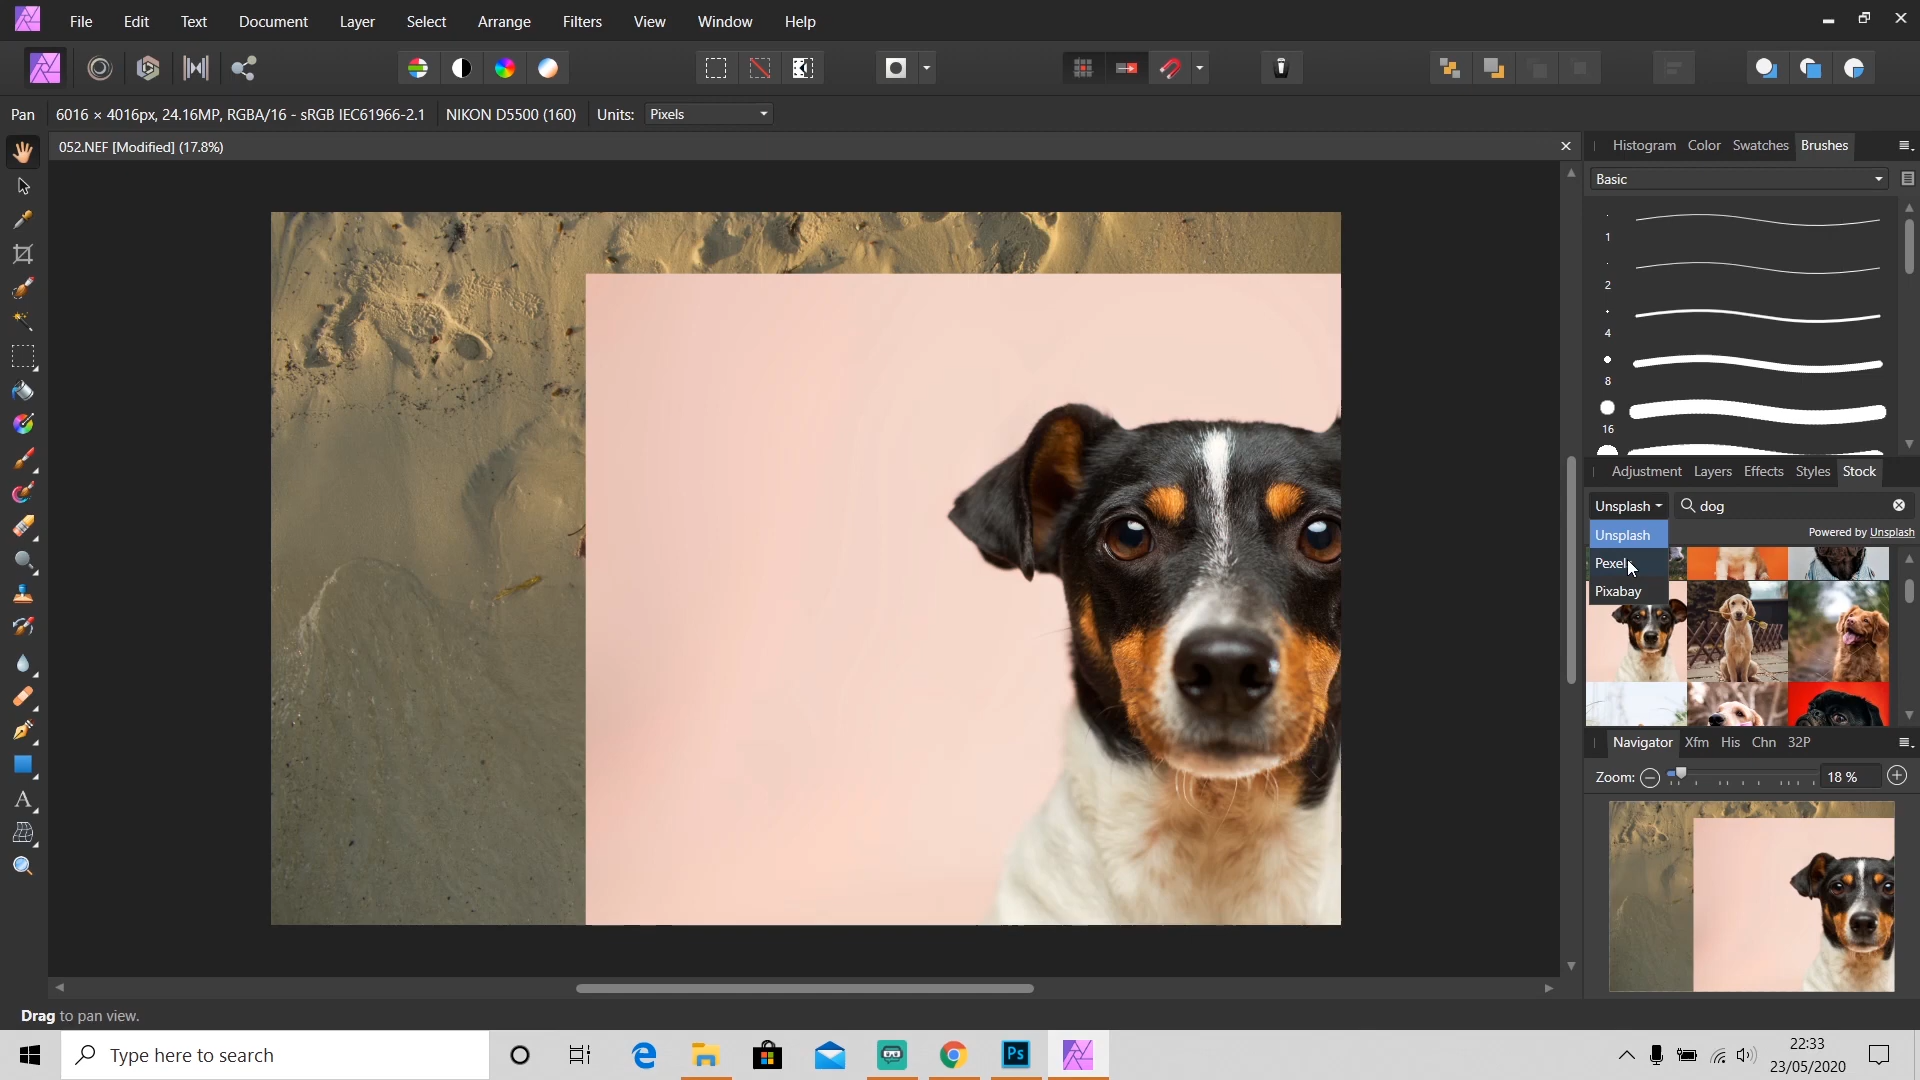 File Edit Text Document Layer Select Arrange Filters View Window Help
Pan 6016 × 4016px, 24.16MP, RGBA/16 - sRGB IEC61966-2.1 NIKON D5500 (160) Units: Pixels
052.NEF [Modified] (17.8%)
Histogram Color Swatches Brushes
Basic
1
2
4
8
16
Adjustment Layers Effects Styles Stock
Unsplash dog
Unsplash Powered by Unsplash
Pexels
Pixabay
Navigator Xfm His Chn 32P
Zoom: 18 %
Drag to pan view.
Type here to search
Ps
22:33
23/05/2020